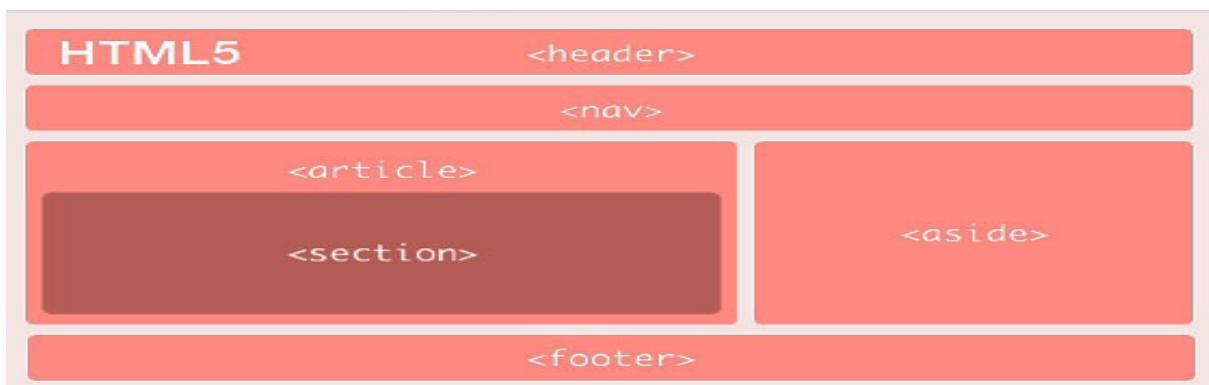 HTML5 <header>
<nav>
<article>
<section>
<aside>
<footer>